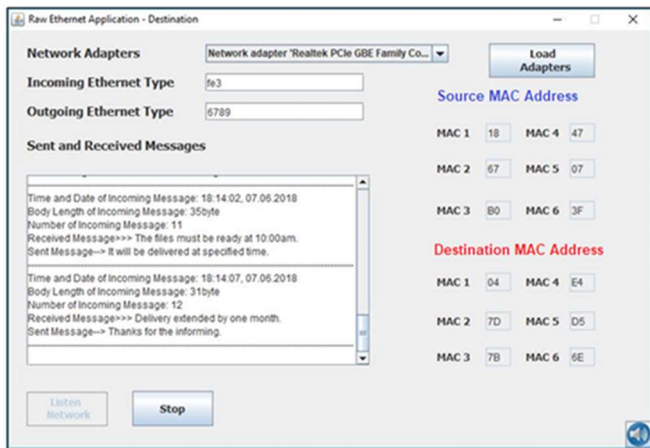 Raw Ethernet Application - Destination
Network Adapters
Network adapter 'Realtek PCIe GBE Family Co...
Load
Adapters
Incoming Ethernet Type
fe3
Outgoing Ethernet Type
6789
Sent and Received Messages
Time and Date of Incoming Message: 18:14:02, 07.06.2018
Body Length of Incoming Message: 35byte
Number of Incoming Message: 11
Received Message>>> The files must be ready at 10:00am.
Sent Message--> It will be delivered at specified time.
Time and Date of Incoming Message: 18:14:07, 07.06.2018
Body Length of Incoming Message: 31byte
Number of Incoming Message: 12
Received Message>>> Delivery extended by one month.
Sent Message--> Thanks for the informing.
Listen
Network
Stop
Source MAC Address
MAC 1 18 MAC 4 47
MAC 2 67 MAC 5 07
MAC 3 B0 MAC 6 3F
Destination MAC Address
MAC 1 04 MAC 4 E4
MAC 2 7D MAC 5 D5
MAC 3 7B MAC 6 6E